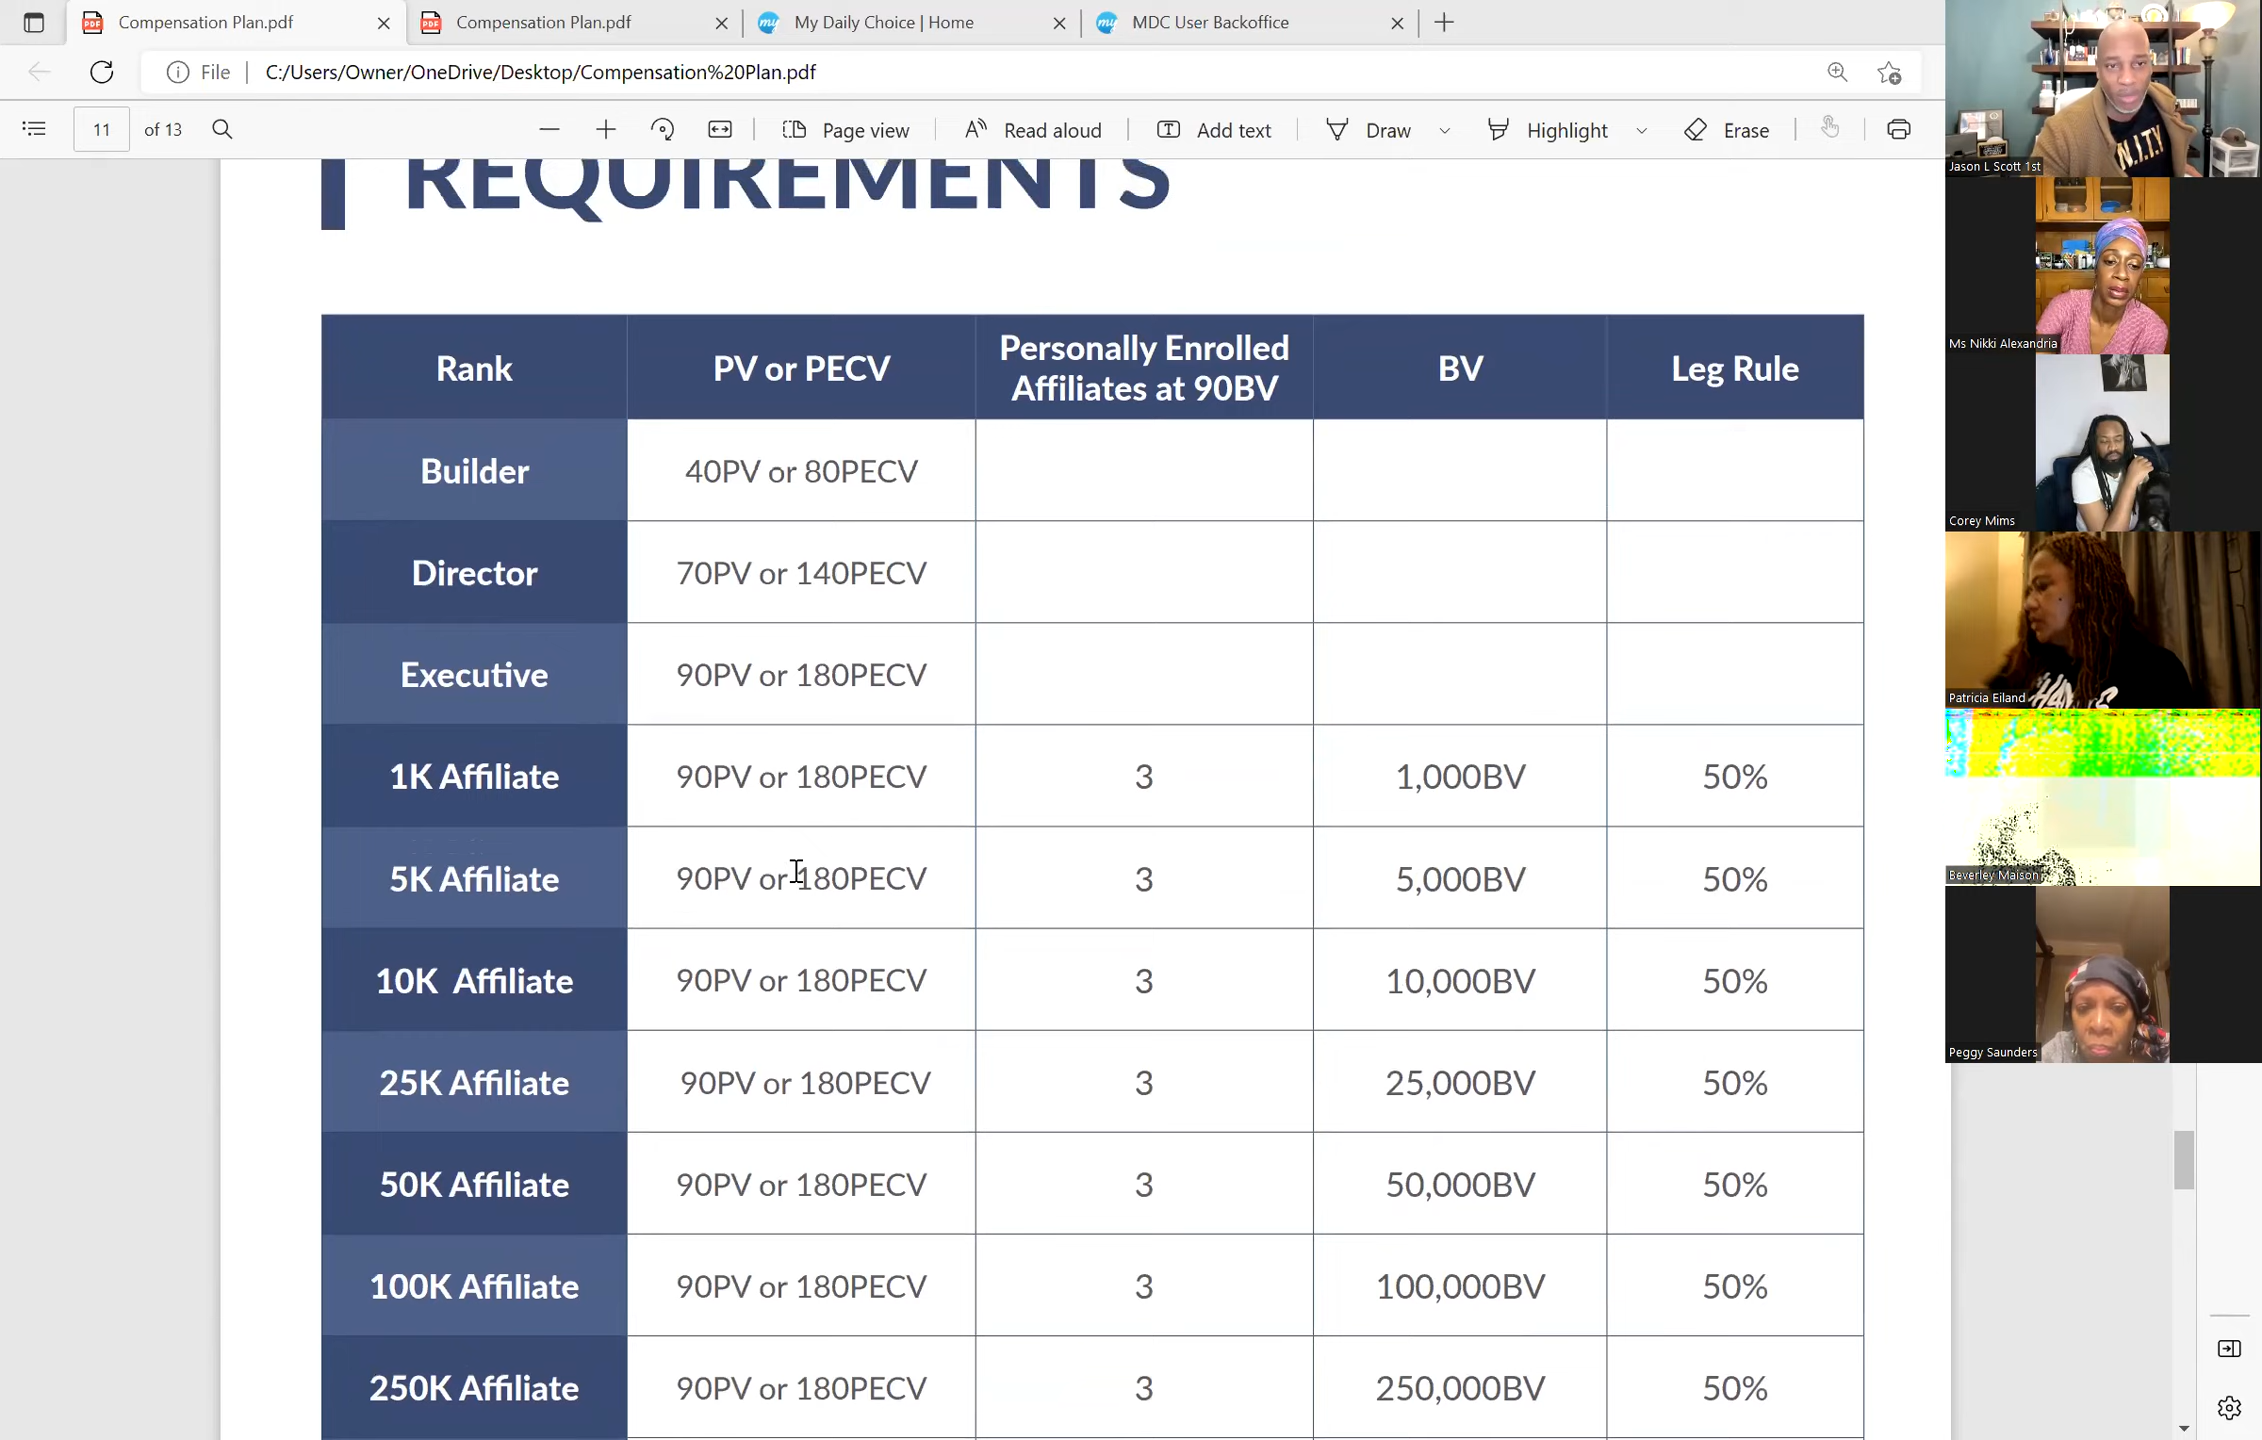 Compensation Plan.pdf
Compensation Plan.pdf
My Daily Choice | Home
MDC User Backoffice
File
C:/Users/Owner/OneDrive/Desktop/Compensation%20Plan.pdf
11 of 13
Page view
Read aloud
Add text
Draw
Highlight
Erase
REQUIREMENTS
Rank PV or PECV Personally Enrolled Affiliates at 90BV BV Leg Rule
Builder 40PV or 80PECV
Director 70PV or 140PECV
Executive 90PV or 180PECV
1K Affiliate 90PV or 180PECV 3 1,000BV 50%
5K Affiliate 90PV or 180PECV 3 5,000BV 50%
10K Affiliate 90PV or 180PECV 3 10,000BV 50%
25K Affiliate 90PV or 180PECV 3 25,000BV 50%
50K Affiliate 90PV or 180PECV 3 50,000BV 50%
100K Affiliate 90PV or 180PECV 3 100,000BV 50%
250K Affiliate 90PV or 180PECV 3 250,000BV 50%
N.I.T.Y
Jason L Scott 1st
Ms Nikki Alexandria
Corey Mims
Patricia Eiland
Beverley Maison
Peggy Saunders